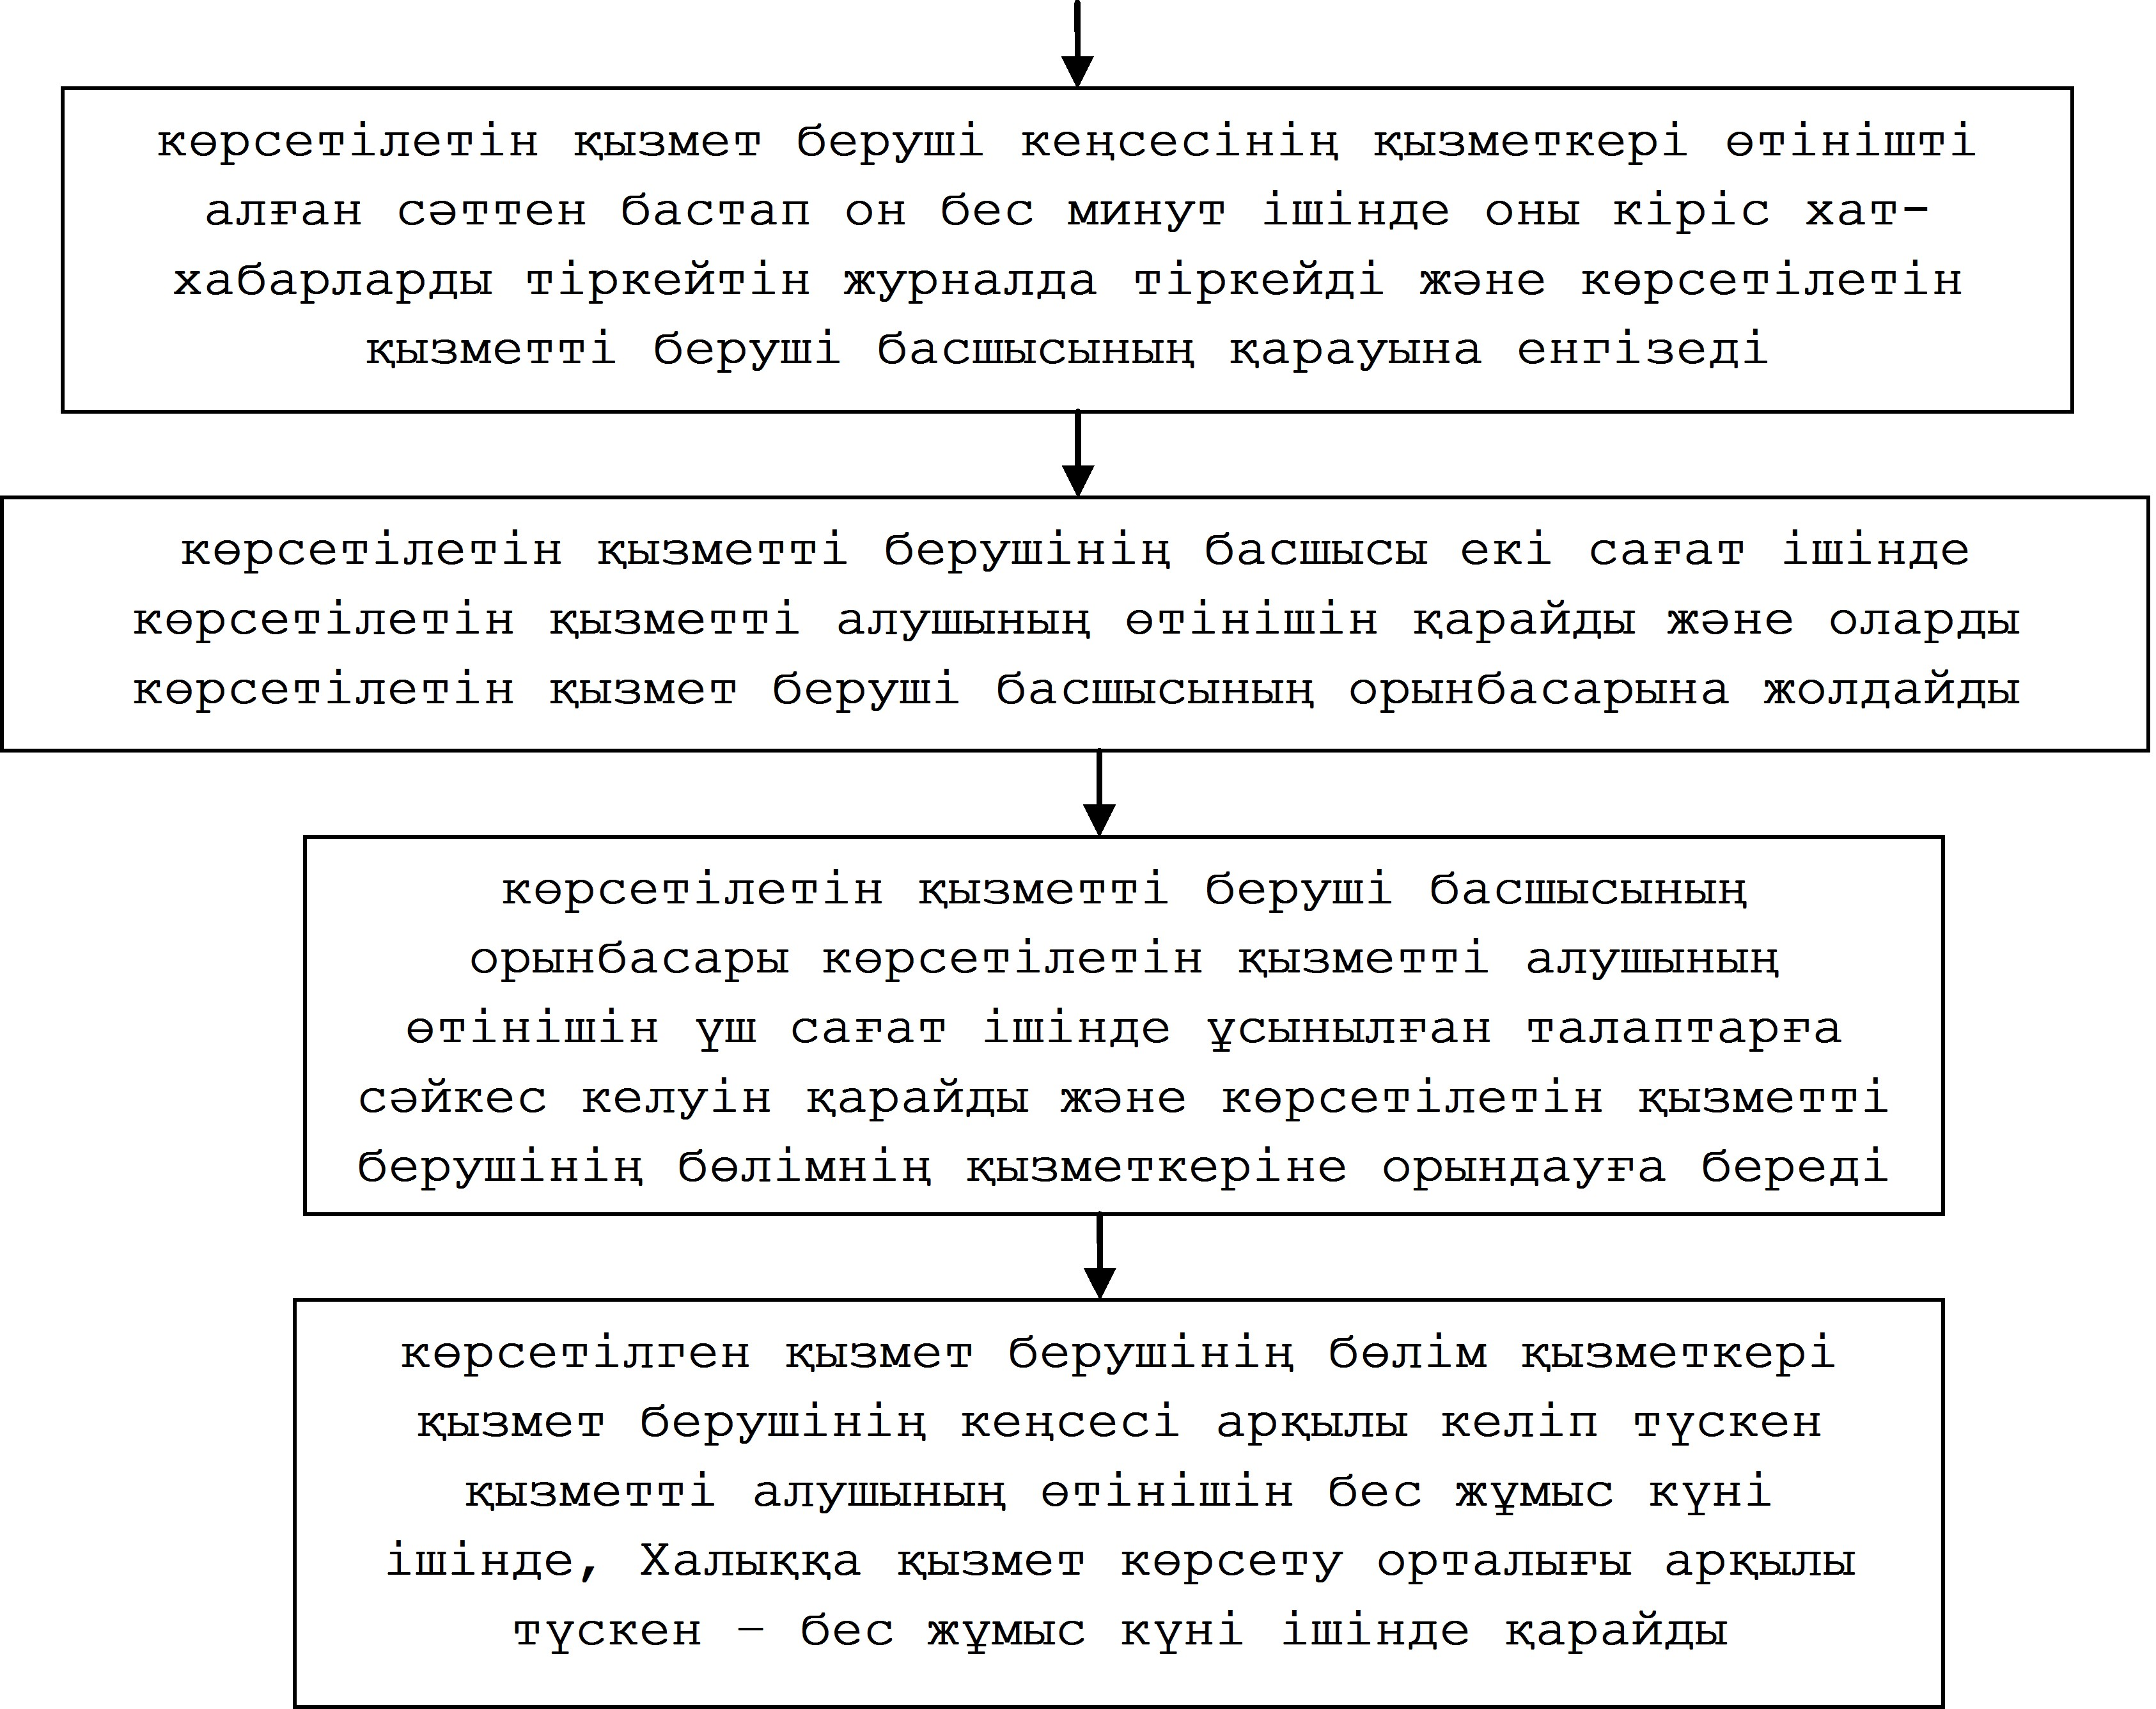 көрсетілетін қызмет беруші кеңсесінің қызметкері өтінішті
алған сәттен бастап он бес минут ішінде оны кіріс хат-
хабарларды тіркейтін журналда тіркейді және көрсетілетін
қызметті беруші басшысының қарауына енгізеді
көрсетілетін қызметті берушінің басшысы екі сағат ішінде
көрсетілетін қызметті алушының өтінішін қарайды және оларды
көрсетілетін қызмет беруші басшысының орынбасарына жолдайды
көрсетілетін қызметті беруші басшысының
орынбасары көрсетілетін қызметті алушының
өтінішін үш сағат ішінде ұсынылған талаптарға
сәйкес келуін қарайды және көрсетілетін қызметті
берушінің бөлімнің қызметкеріне орындауға береді
көрсетілген қызмет берушінің бөлім қызметкері
қызмет берушінің кеңсесі арқылы келіп түскен
қызметті алушының өтінішін бес жұмыс күні
ішінде, Халыққа қызмет көрсету орталығы арқылы
түскен – бес жұмыс күні ішінде қарайды